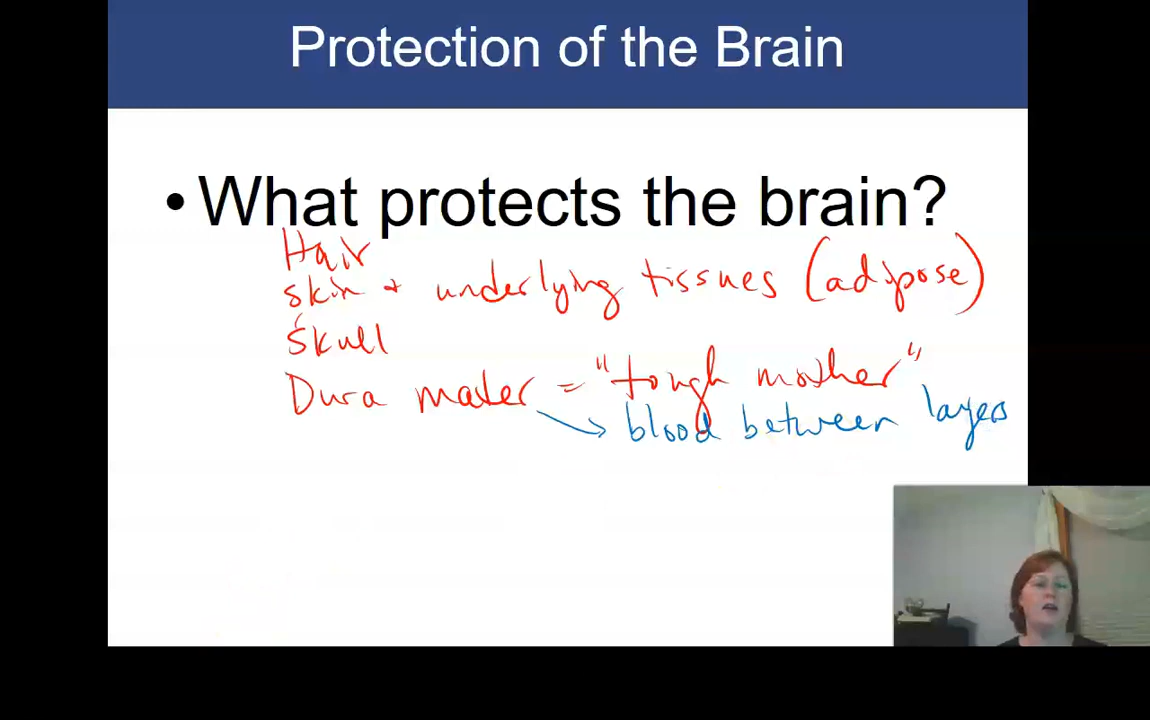 Protection of the Brain
• What protects the brain?
Hair
skin + underlying tissues (adipose)
Skull
Dura mater = "tough mother"
blood between layers